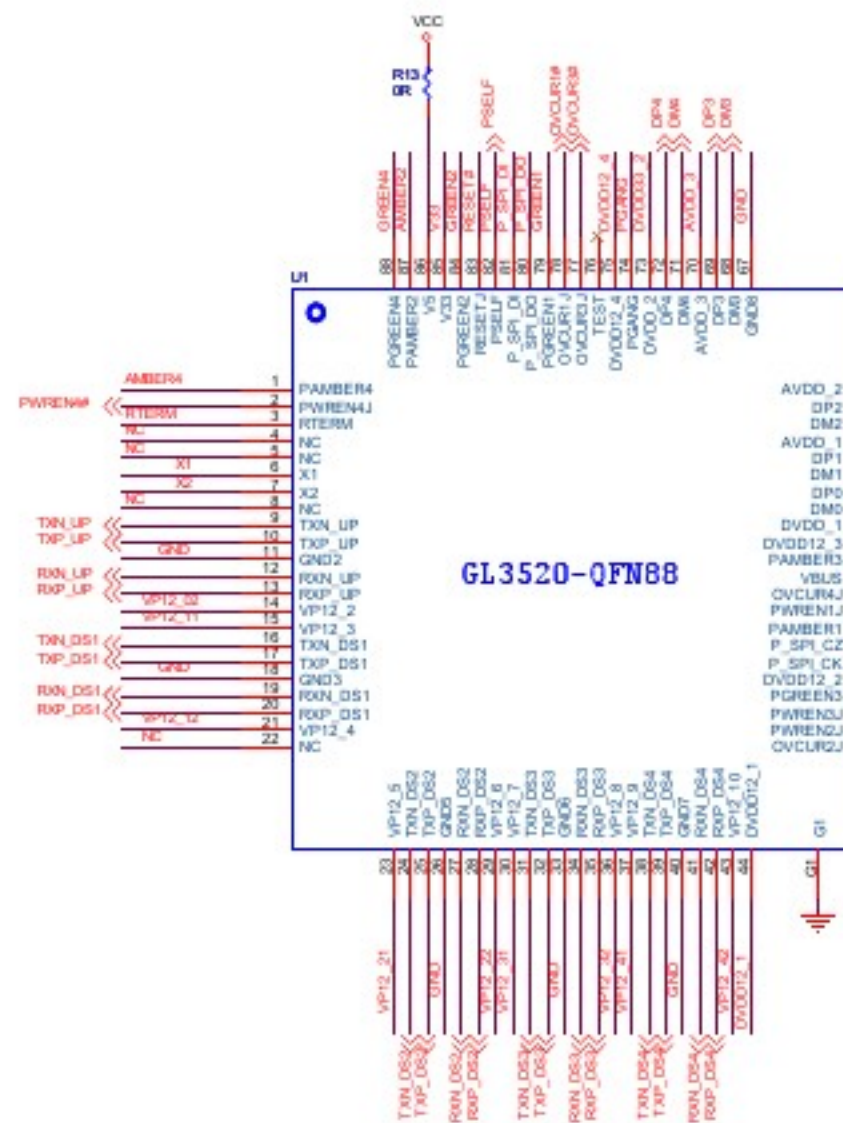 VCC
R13
0R
PSELF
OVCUR1#
OVCUR3#
DP4
DM4
DP3
DM3
GREEN4
AMBER2
V33
GREEN2
RESET#
PSELF
P_SPI_DI
P_SPI_DO
GREEN1
DVDD12_4
PGANG
DVDD33_2
AVDD_3
GND
88
87
86
85
84
83
82
81
80
79
78
77
76
75
74
73
72
71
70
69
68
67
U1
PGREEN4
PAMBER2
V5
V33
PGREEN2
RESETJ
PSELF
P_SPI_DI
P_SPI_DO
PGREEN1
OVCUR1J
OVCUR3J
TEST
DVDD12_4
PGANG
DVDD_2
DP4
DM4
AVDD_3
DP3
DM3
GND8
AMBER4 1 PAMBER4
PWREN4# 2 PWREN4J
RTERM 3 RTERM
NC 4 NC
NC 5 NC
X1 6 X1
X2 7 X2
NC 8 NC
TXN_UP 9 TXN_UP
TXP_UP 10 TXP_UP
GND 11 GND2
RXN_UP 12 RXN_UP
RXP_UP 13 RXP_UP
VP12_02 14 VP12_2
VP12_11 15 VP12_3
TXN_DS1 16 TXN_DS1
TXP_DS1 17 TXP_DS1
GND 18 GND3
RXN_DS1 19 RXN_DS1
RXP_DS1 20 RXP_DS1
VP12_12 21 VP12_4
NC 22 NC
GL3520-QFN88
AVDD_2
DP2
DM2
AVDD_1
DP1
DM1
DP0
DM0
DVDD_1
DVDD12_3
PAMBER3
VBUS
OVCUR4J
PWREN1J
PAMBER1
P_SPI_CZ
P_SPI_CK
DVDD12_2
PGREEN3
PWREN3J
PWREN2J
OVCUR2J
VP12_5
TXN_DS2
TXP_DS2
GND5
RXN_DS2
RXP_DS2
VP12_6
VP12_7
TXN_DS3
TXP_DS3
GND6
RXN_DS3
RXP_DS3
VP12_8
VP12_9
TXN_DS4
TXP_DS4
GND7
RXN_DS4
RXP_DS4
VP12_10
DVDD12_1
G1
23
24
25
26
27
28
29
30
31
32
33
34
35
36
37
38
39
40
41
42
43
44
G1
VP12_21
GND
VP12_22
VP12_31
GND
VP12_32
VP12_41
GND
VP12_42
DVDD12_1
TXN_DS2
TXP_DS2
RXN_DS2
RXP_DS2
TXN_DS3
TXP_DS3
RXN_DS3
RXP_DS3
TXN_DS4
TXP_DS4
RXN_DS4
RXP_DS4